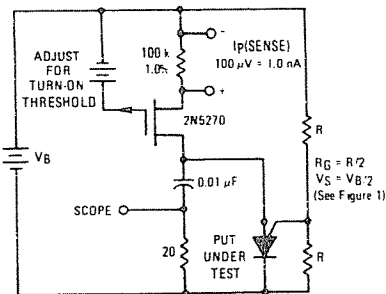 ADJUST
FOR
TURN-ON
THRESHOLD
100 k
1.0%
-
Ip(SENSE)
100 µV = 1.0 nA
+
2N5270
R
VB
0.01 µF
RG = R/2
VS = VB/2
(See Figure 1)
SCOPE
20
PUT
UNDER
TEST
R